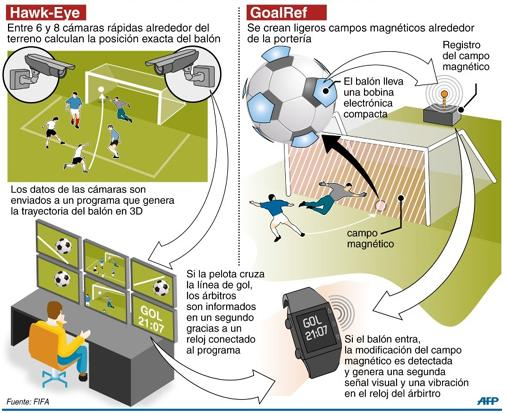 Hawk-Eye
Entre 6 y 8 cámaras rápidas alrededor del
terreno calculan la posición exacta del balón
Los datos de las cámaras son
enviados a un programa que genera
la trayectoria del balón en 3D
GOL
21:07
Si la pelota cruza
la línea de gol,
los árbitros
son informados
en un segundo
gracias a un
reloj conectado
al programa
GoalRef
Se crean ligeros campos magnéticos alrededor
de la portería
Registro
del campo
magnético
El balón lleva
una bobina
electrónica
compacta
campo
magnético
GOL
21:07
Si el balón entra,
la modificación del campo
magnético es detectada
y genera una segunda
señal visual y una vibración
en el reloj del árbirtro
Fuente: FIFA
AFP